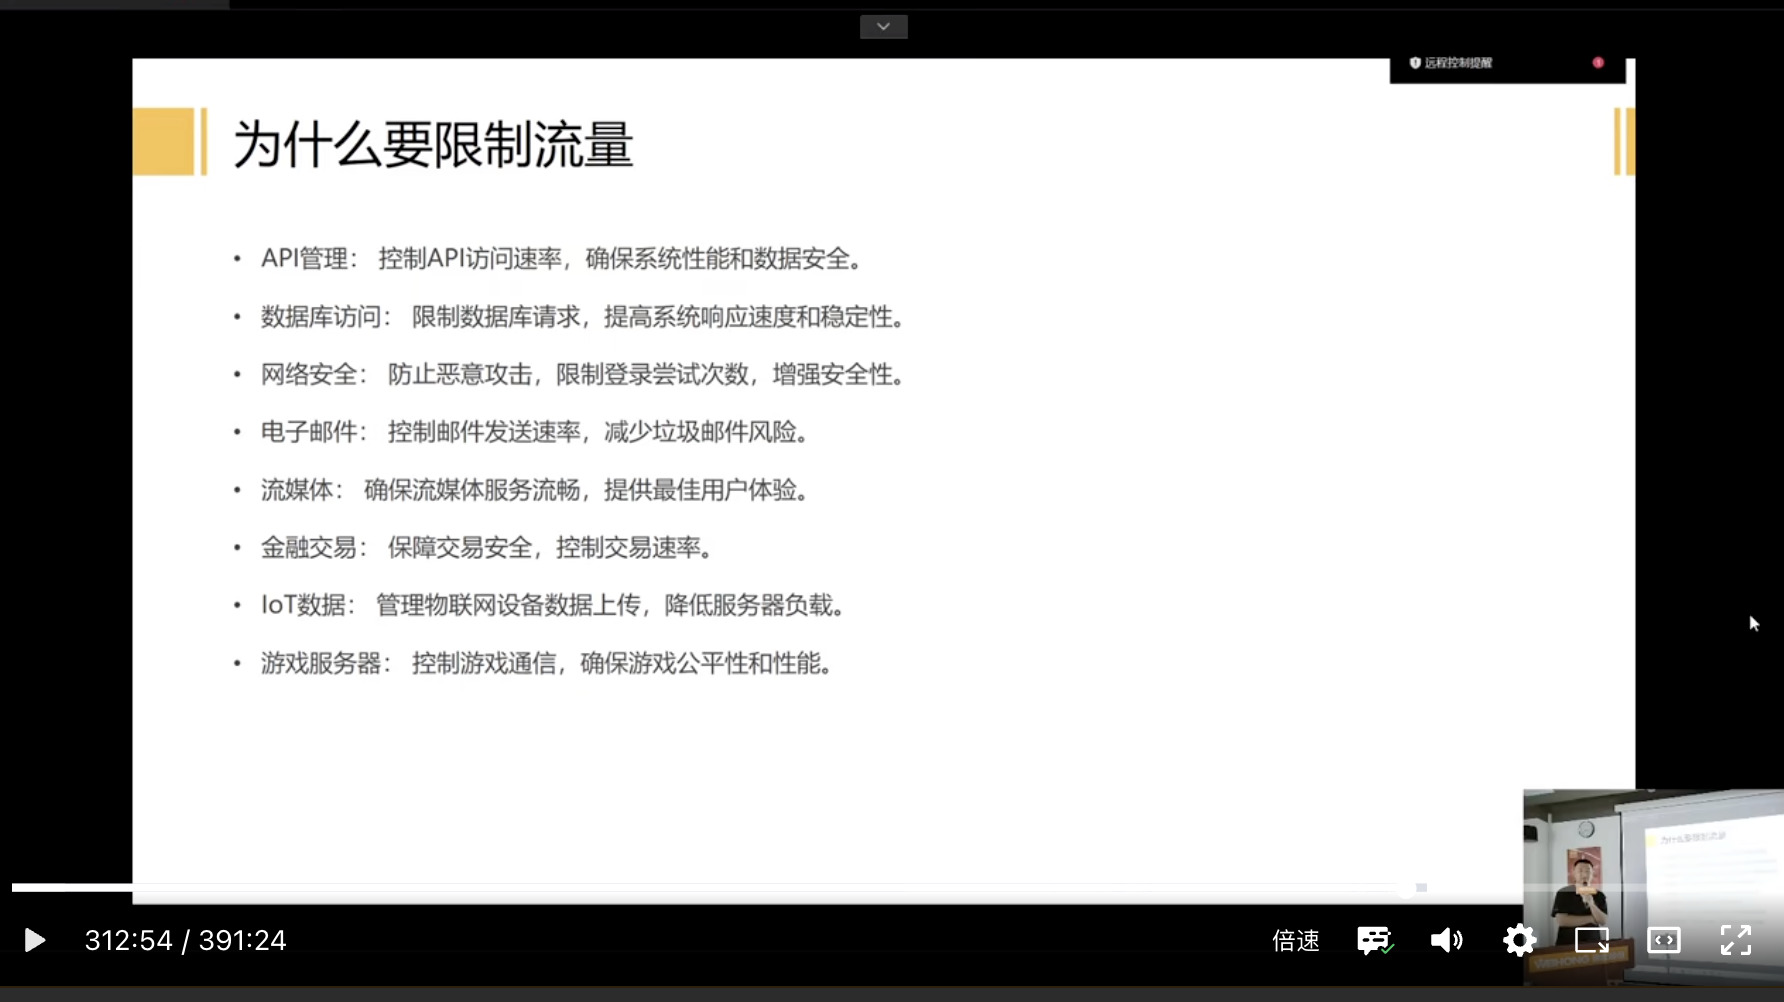 远程控制提醒
为什么要限制流量
• API管理： 控制API访问速率，确保系统性能和数据安全。
• 数据库访问： 限制数据库请求，提高系统响应速度和稳定性。
• 网络安全： 防止恶意攻击，限制登录尝试次数，增强安全性。
• 电子邮件： 控制邮件发送速率，减少垃圾邮件风险。
• 流媒体： 确保流媒体服务流畅，提供最佳用户体验。
• 金融交易： 保障交易安全，控制交易速率。
• IoT数据： 管理物联网设备数据上传，降低服务器负载。
• 游戏服务器： 控制游戏通信，确保游戏公平性和性能。
为什么要限制流量
312:54 / 391:24
倍速